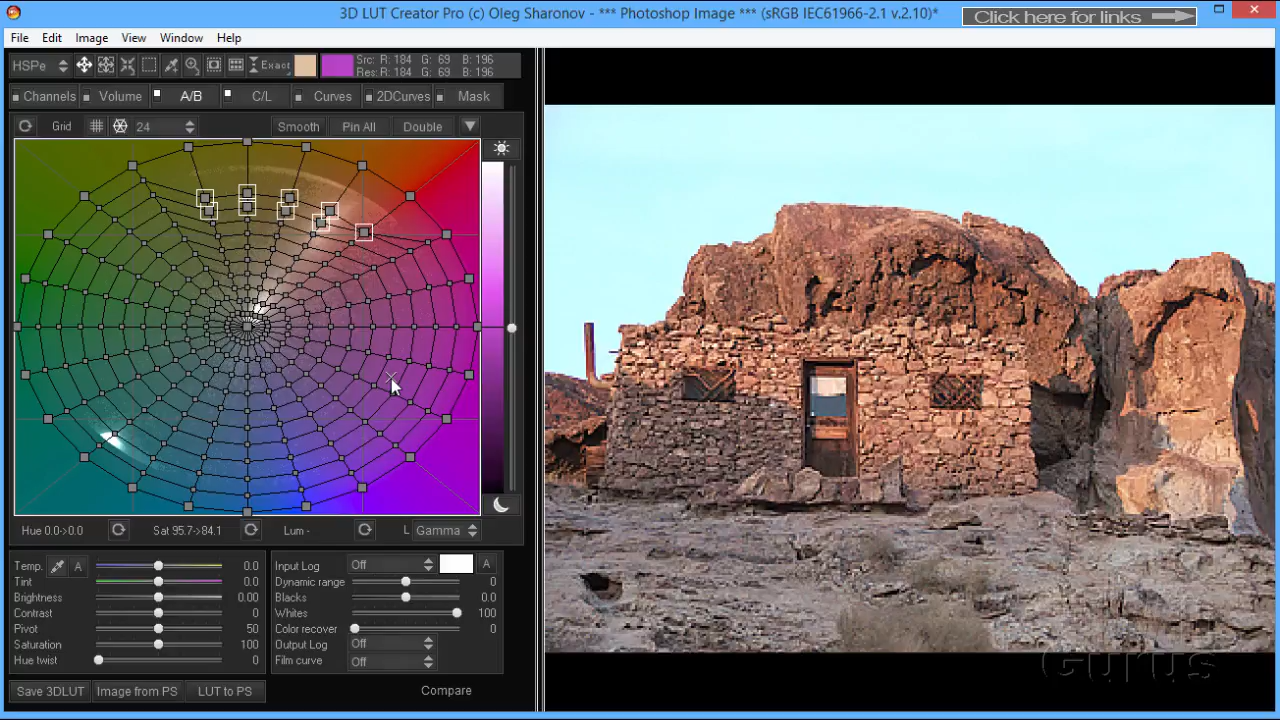 3D LUT Creator Pro (c) Oleg Sharonov - *** Photoshop Image *** (sRGB IEC61966-2.1 v.2.10)*
Click here for links
File Edit Image View Window Help
HSPe Exact Src: R: 184 G: 69 B: 196
Res: R: 184 G: 69 B: 196
Channels Volume A/B C/L Curves 2DCurves Mask
Grid 24 Smooth Pin All Double
Hue 0.0->0.0 Sat 95.7->84.1 Lum - L Gamma
Temp. A 0.0
Tint 0.0
Brightness 0.00
Contrast 0
Pivot 50
Saturation 100
Hue twist 0
Input Log Off A
Dynamic range 0
Blacks 0.0
Whites 100
Color recover 0
Output Log Off
Film curve Off
Save 3DLUT Image from PS LUT to PS Compare
Gurus